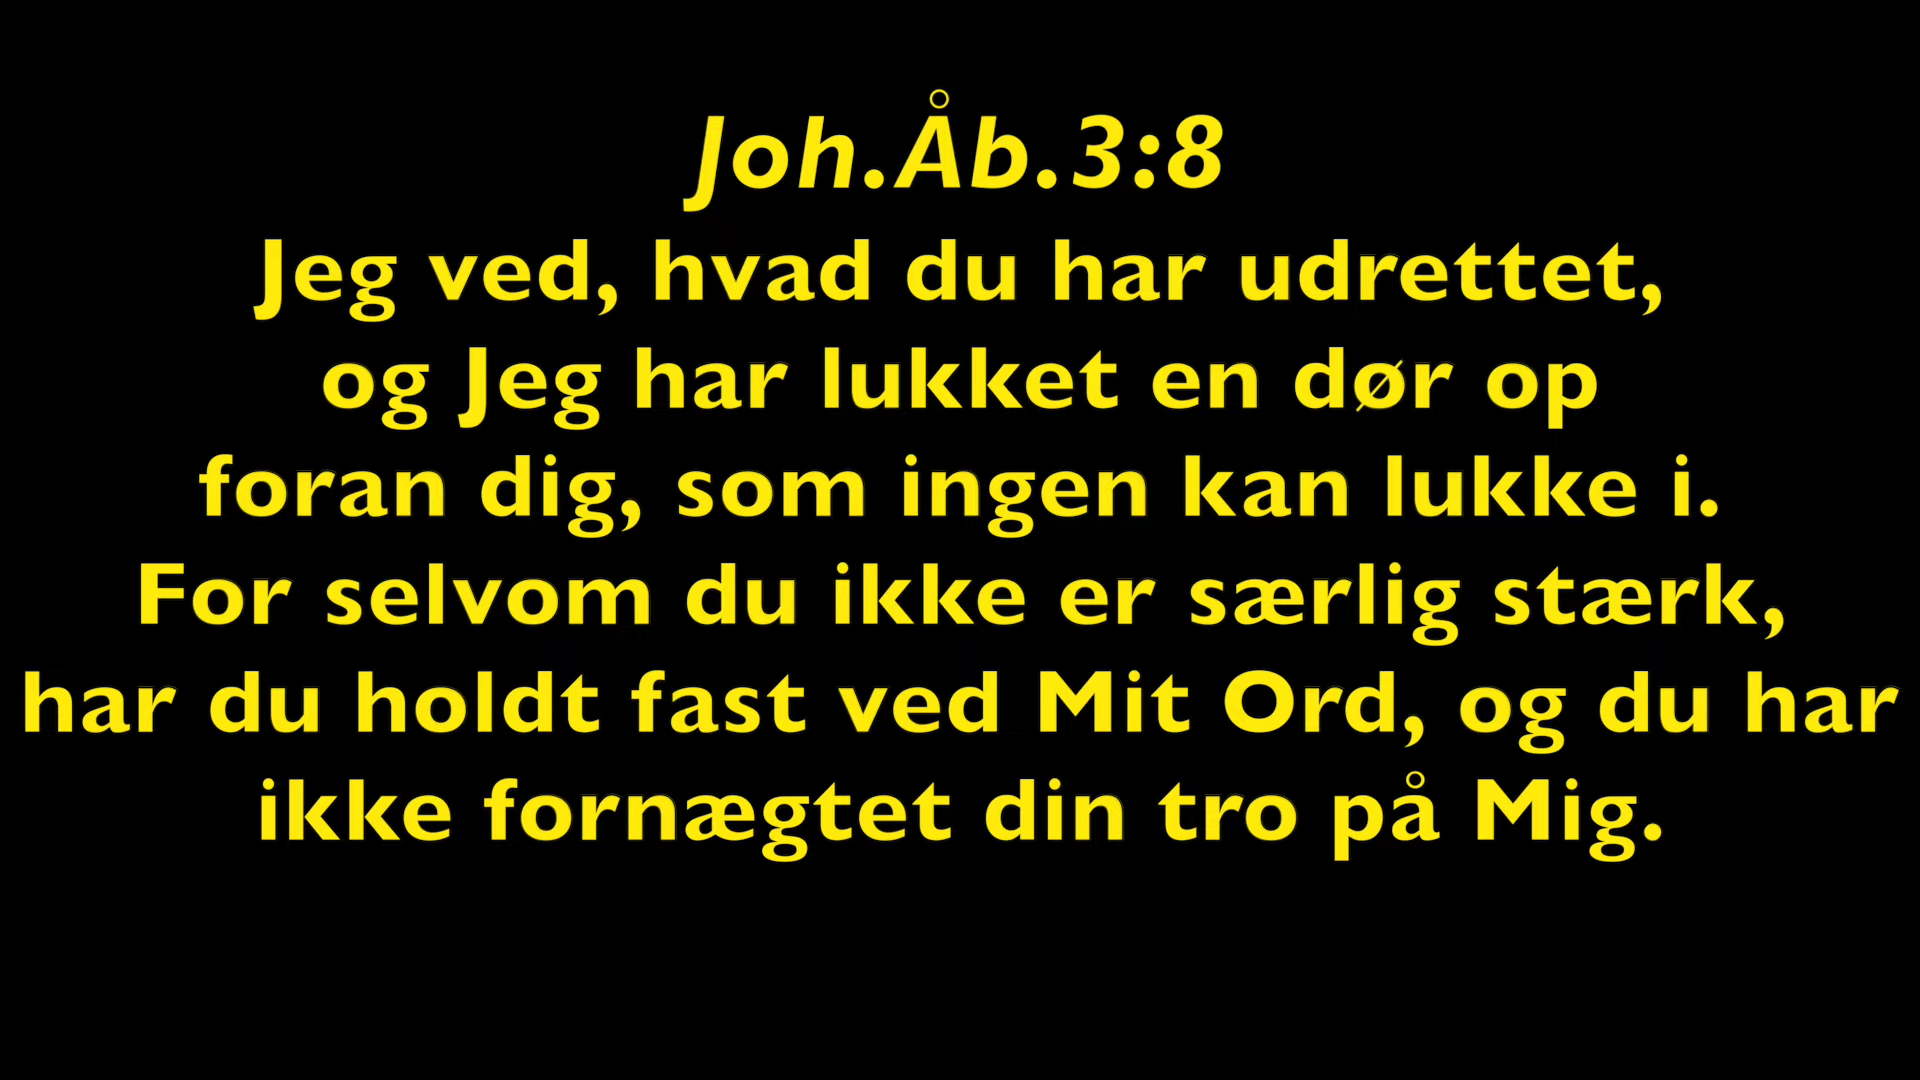 Joh.Åb.3:8
Jeg ved, hvad du har udrettet,
og Jeg har lukket en dør op
foran dig, som ingen kan lukke i.
For selvom du ikke er særlig stærk,
har du holdt fast ved Mit Ord, og du har
ikke fornægtet din tro på Mig.